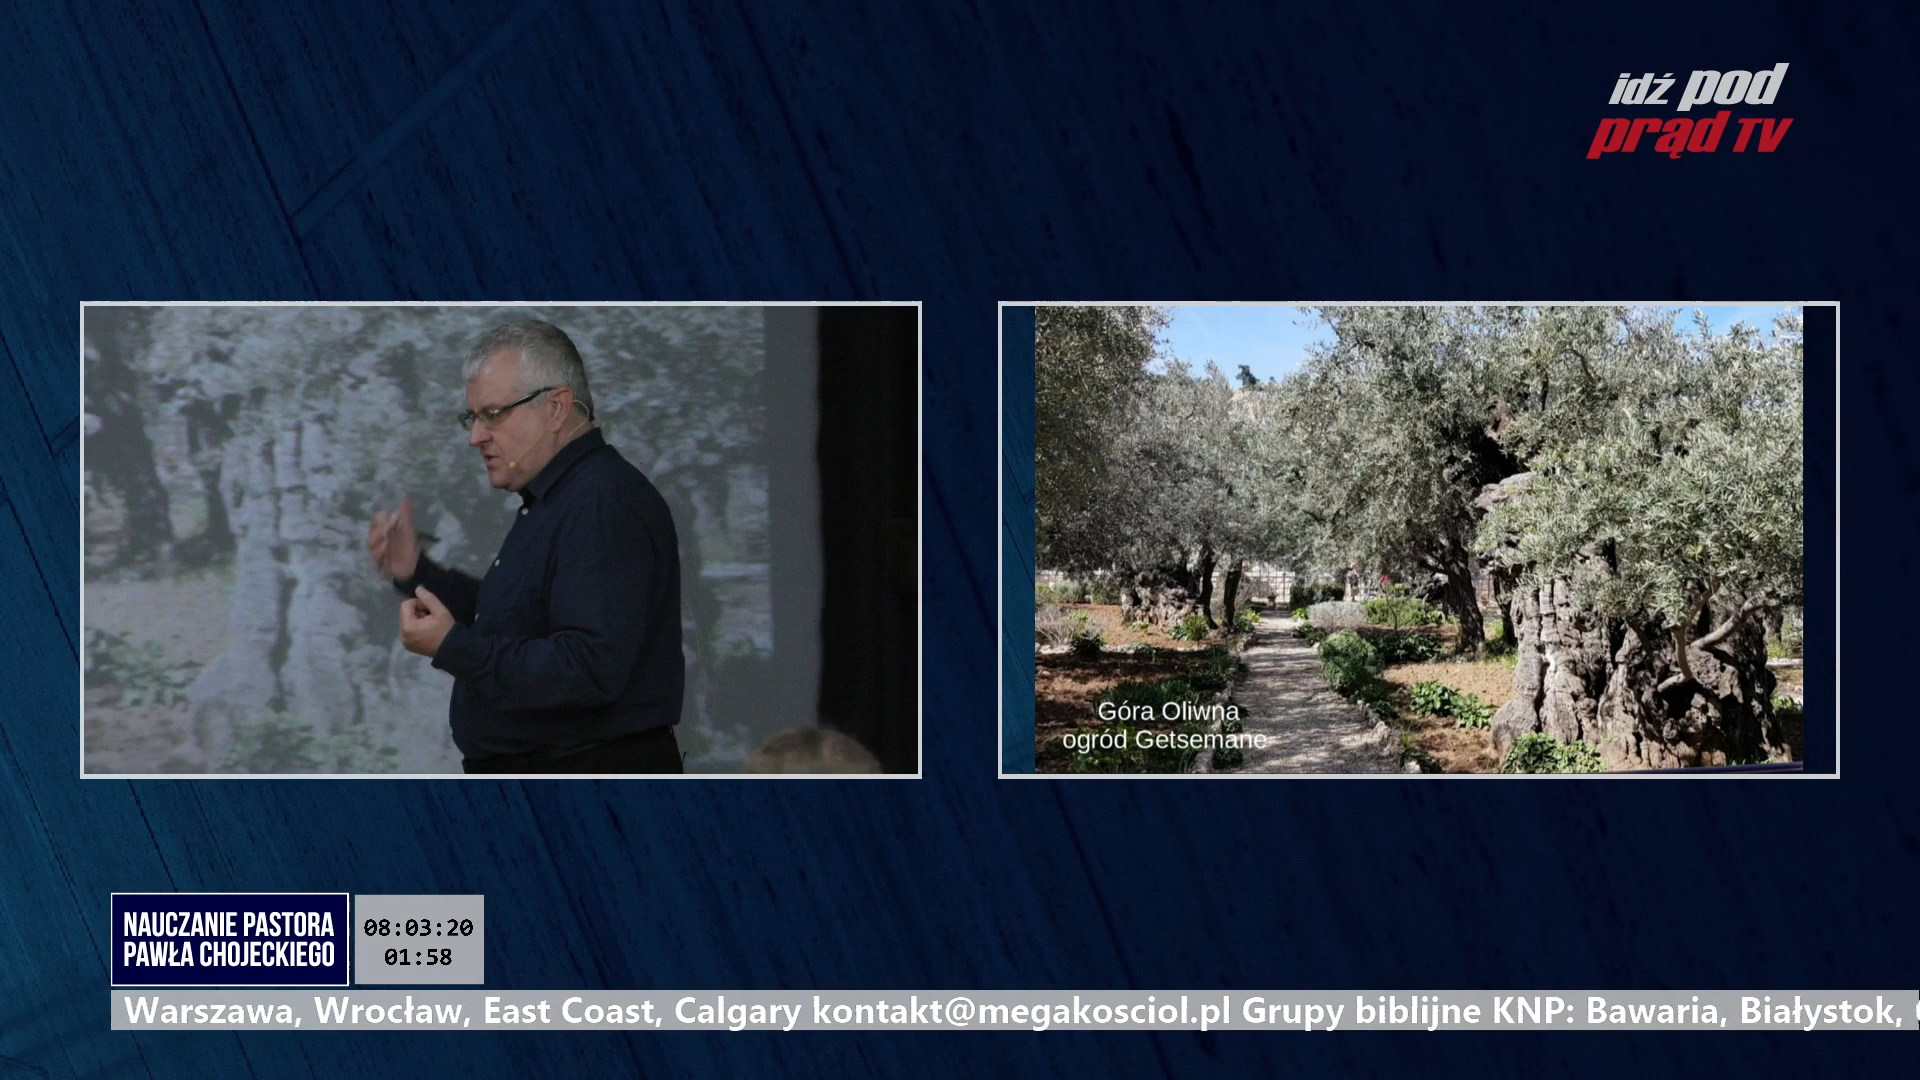 idź pod
prąd TV
Góra Oliwna
ogród Getsemane
NAUCZANIE PASTORA
PAWŁA CHOJECKIEGO
08:03:20
01:58
Warszawa, Wrocław, East Coast, Calgary kontakt@megakosciol.pl Grupy biblijne KNP: Bawaria, Białystok,